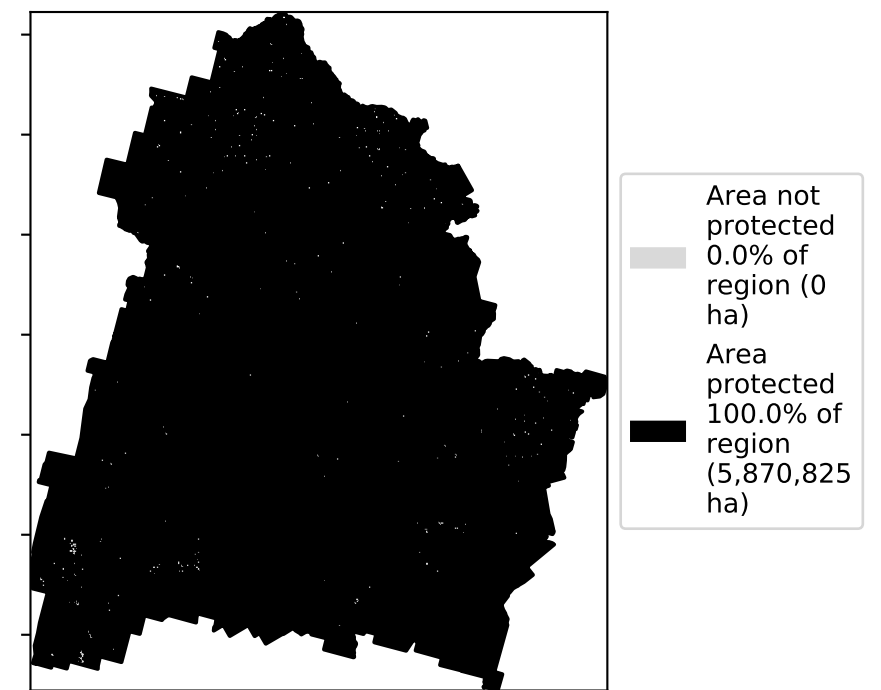 Area not
protected
0.0% of
region (0
ha)
Area
protected
100.0% of
region
(5,870,825
ha)